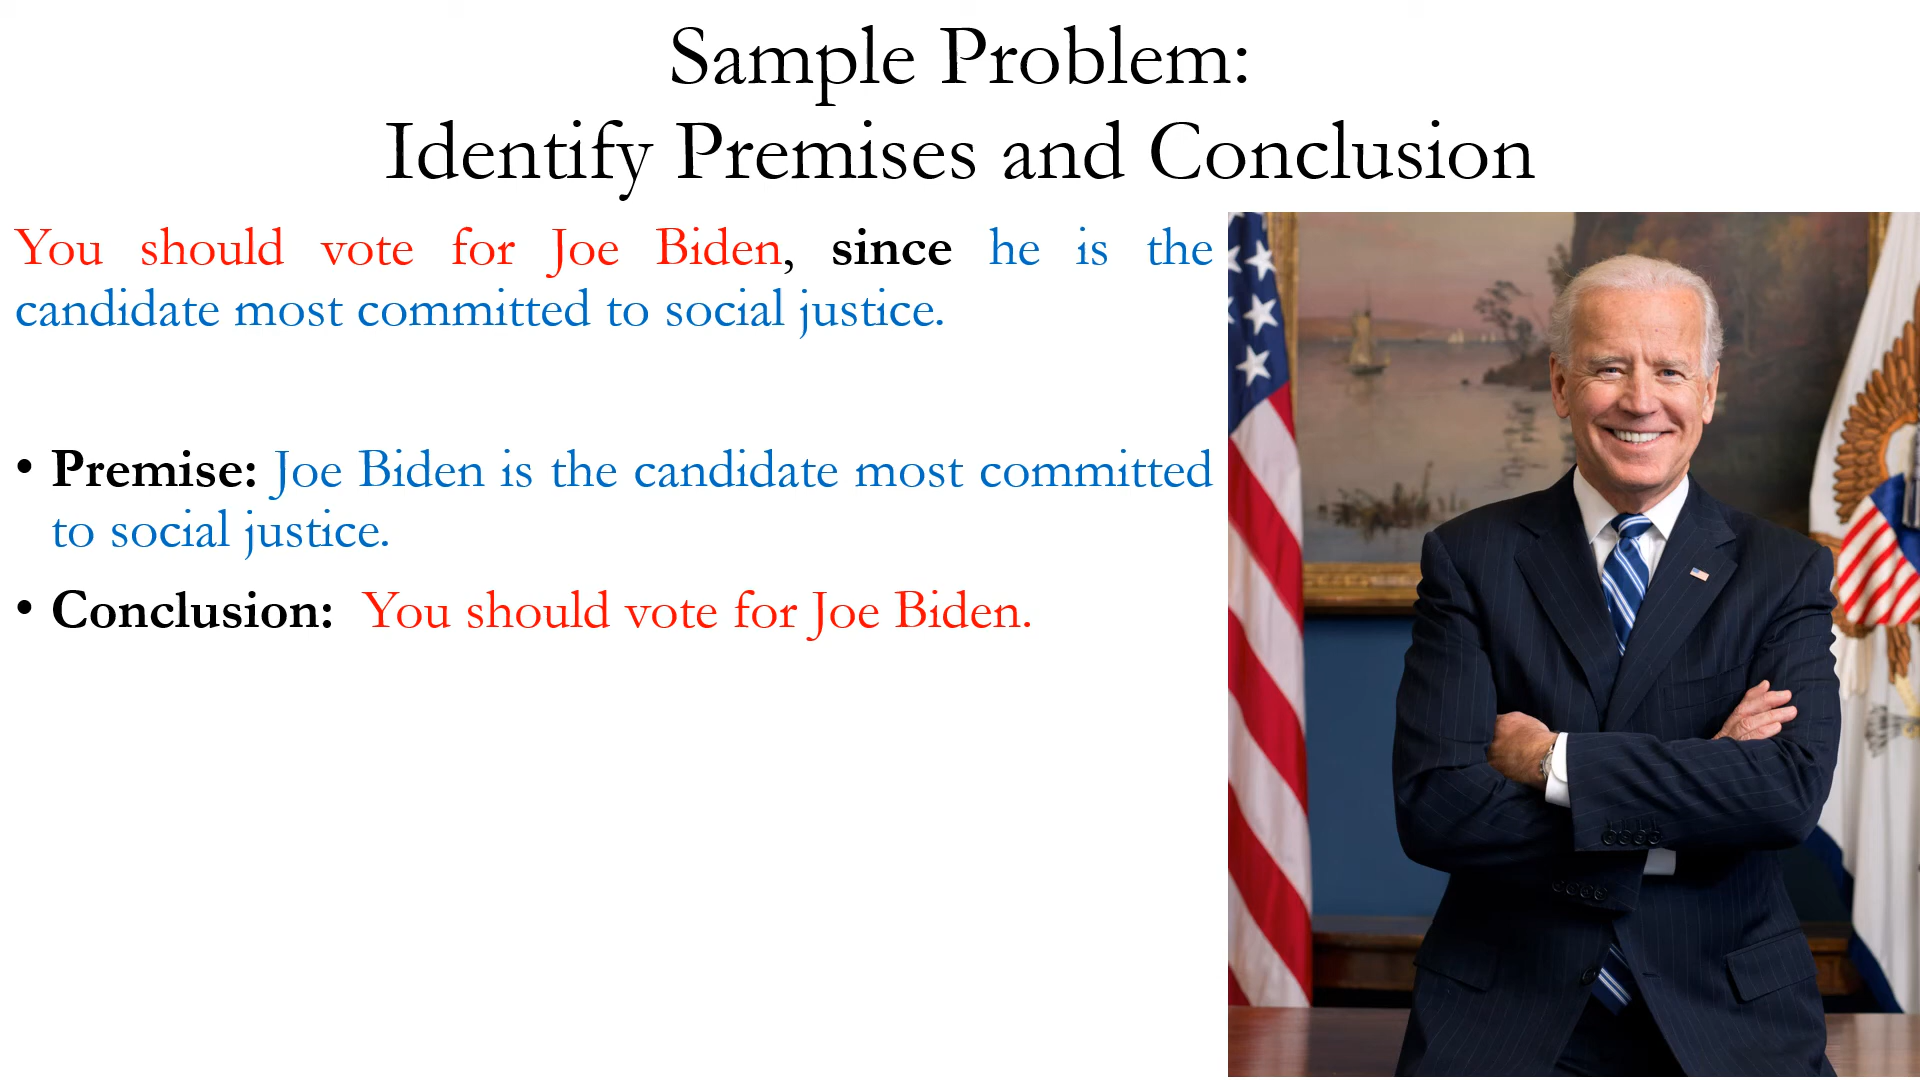 Sample Problem:
Identify Premises and Conclusion
You should vote for Joe Biden, since he is the
candidate most committed to social justice.
• Premise: Joe Biden is the candidate most committed
to social justice.
• Conclusion: You should vote for Joe Biden.